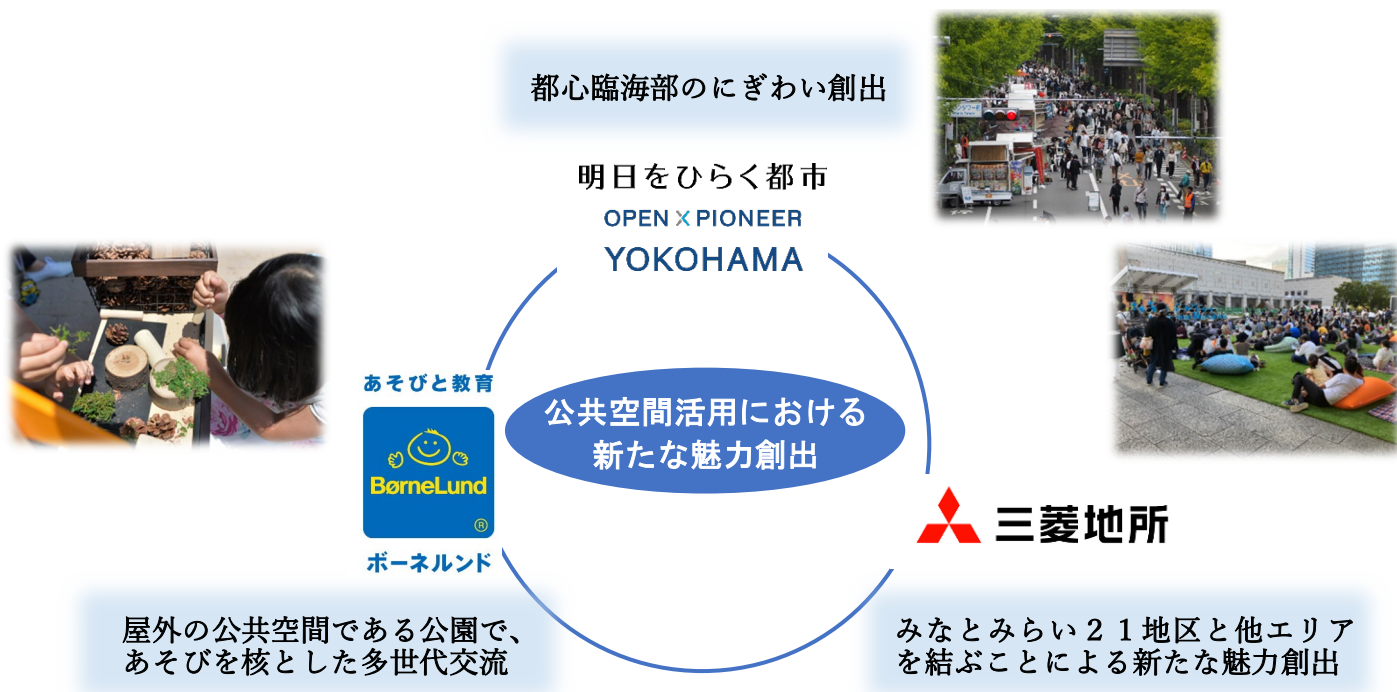 都心臨海部のにぎわい創出
明日をひらく都市
OPEN X PIONEER
YOKOHAMA
あそびと教育
BørneLund
®
ボーネルンド
公共空間活用における
新たな魅力創出
三菱地所
屋外の公共空間である公園で、
あそびを核とした多世代交流
みなとみらい２１地区と他エリア
を結ぶことによる新たな魅力創出